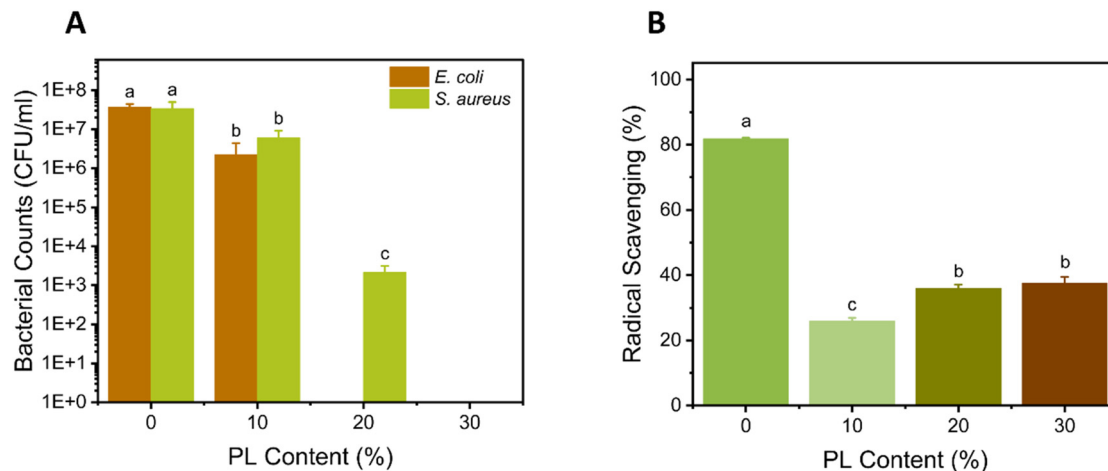 A
Bacterial Counts (CFU/ml)
1E+8
1E+7
1E+6
1E+5
1E+4
1E+3
1E+2
1E+1
1E+0
a
a
b
b
c
E. coli
S. aureus
0
10
20
30
PL Content (%)
B
Radical Scavenging (%)
100
80
60
40
20
0
a
c
b
b
0
10
20
30
PL Content (%)